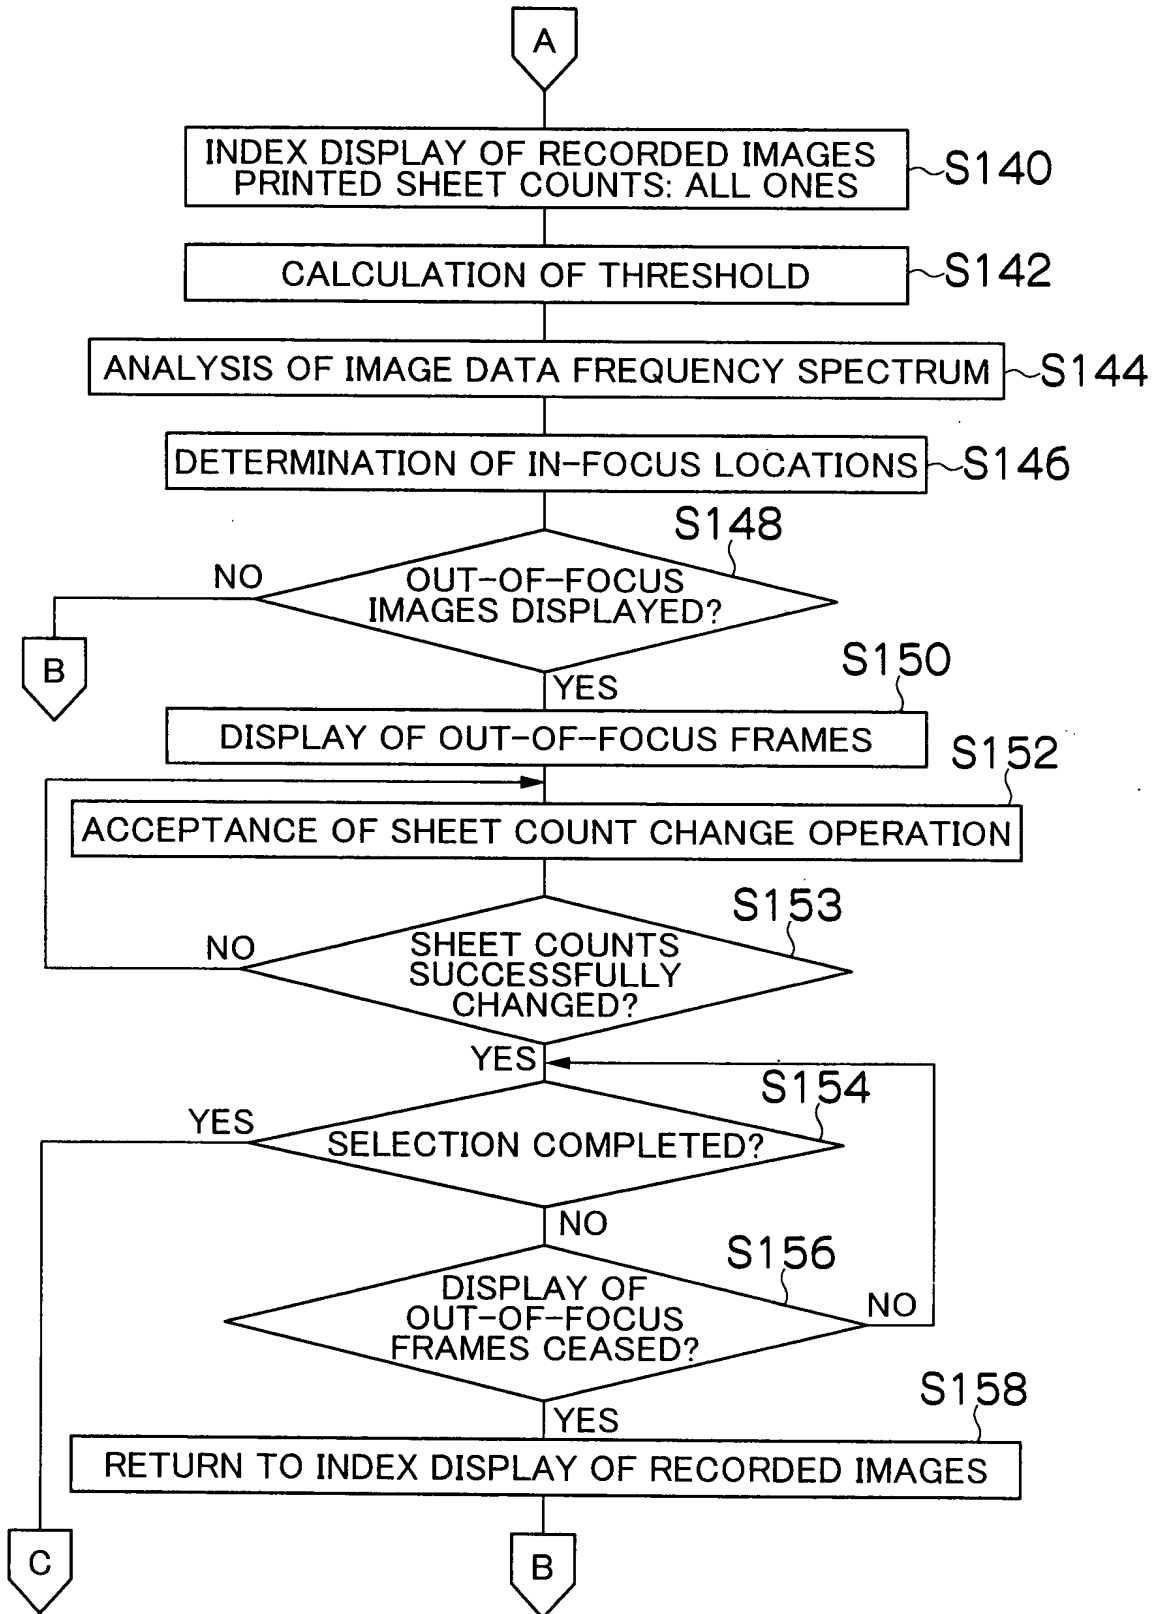 A
INDEX DISPLAY OF RECORDED IMAGES
PRINTED SHEET COUNTS: ALL ONES
S140
CALCULATION OF THRESHOLD
S142
ANALYSIS OF IMAGE DATA FREQUENCY SPECTRUM
S144
DETERMINATION OF IN-FOCUS LOCATIONS
S146
S148
NO
OUT-OF-FOCUS
IMAGES DISPLAYED?
B
YES
S150
DISPLAY OF OUT-OF-FOCUS FRAMES
S152
ACCEPTANCE OF SHEET COUNT CHANGE OPERATION
S153
NO
SHEET COUNTS
SUCCESSFULLY
CHANGED?
YES
S154
YES
SELECTION COMPLETED?
NO
S156
DISPLAY OF
OUT-OF-FOCUS
FRAMES CEASED?
NO
YES
S158
RETURN TO INDEX DISPLAY OF RECORDED IMAGES
C
B